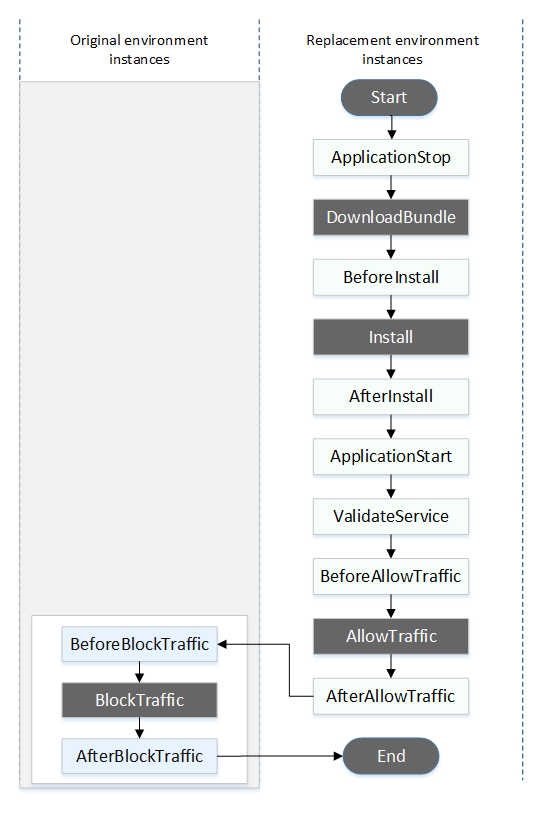 Original environment
instances
Replacement environment
instances
Start
ApplicationStop
DownloadBundle
BeforeInstall
Install
AfterInstall
ApplicationStart
ValidateService
BeforeAllowTraffic
AllowTraffic
AfterAllowTraffic
BeforeBlockTraffic
BlockTraffic
AfterBlockTraffic
End